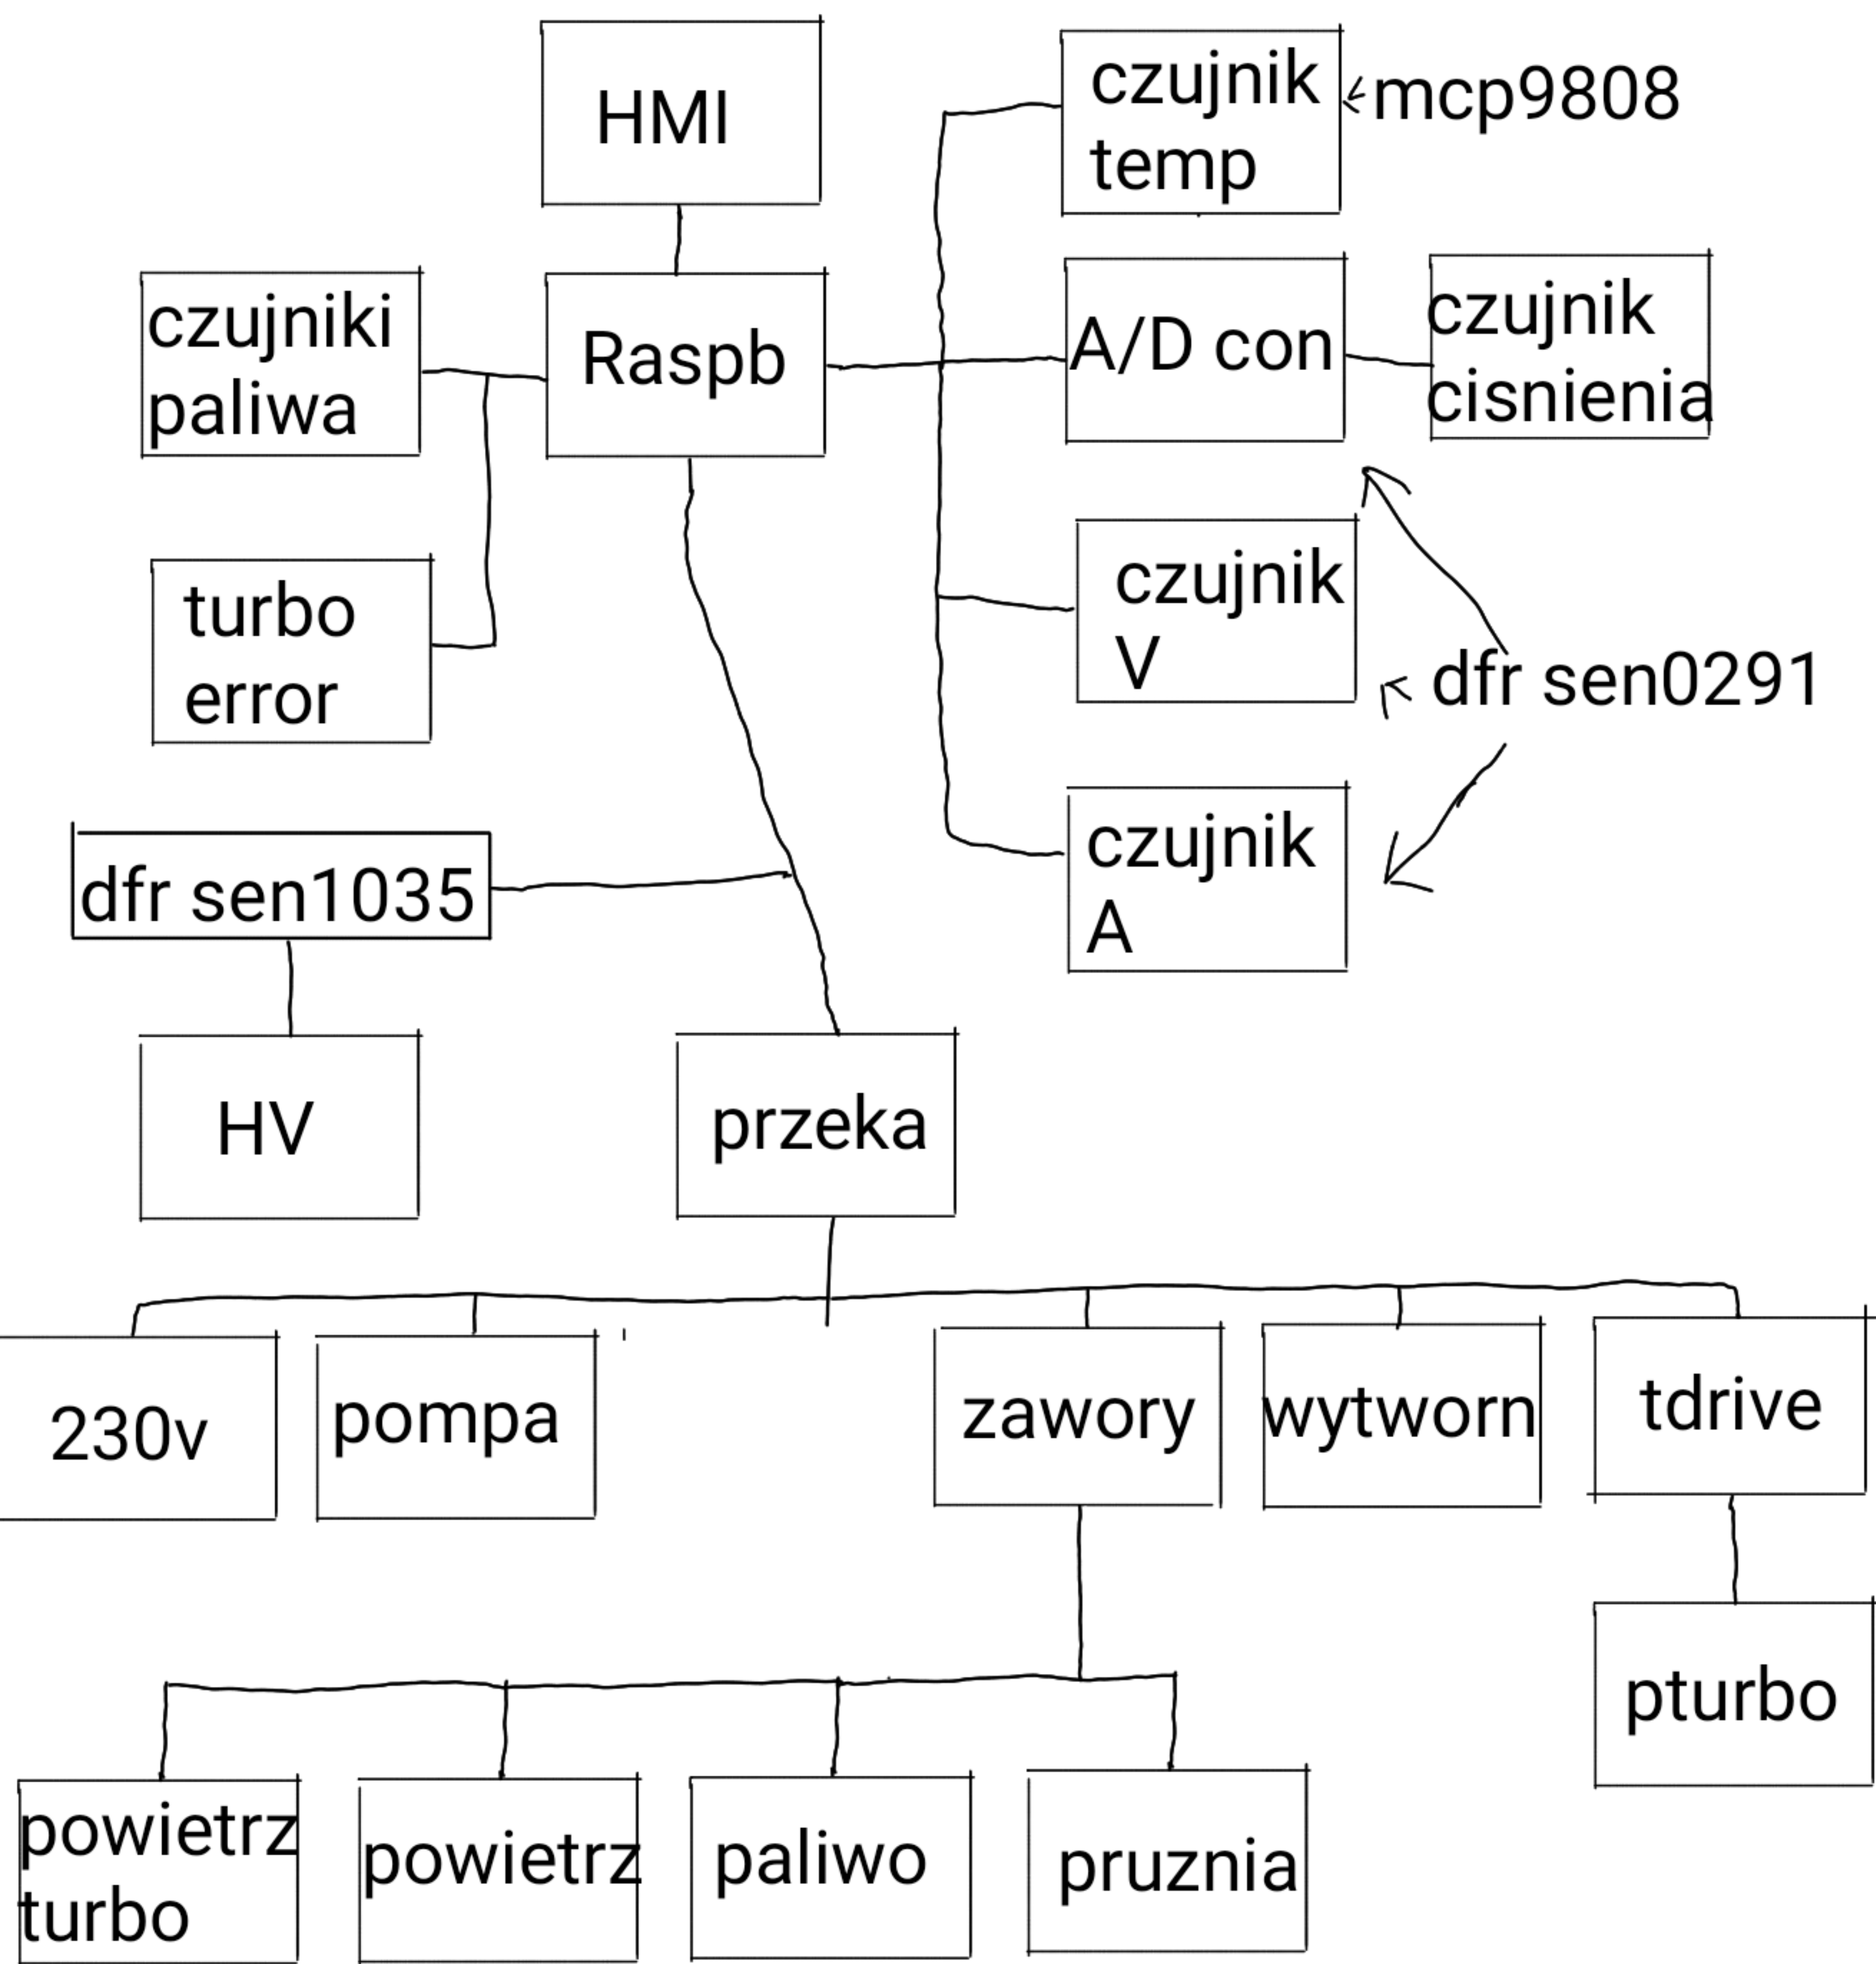 HMI
czujnik
temp
mcp9808
czujniki
paliwa
Raspb
A/D con
czujnik
cisnienia
turbo
error
czujnik
V
dfr sen0291
dfr sen1035
czujnik
A
HV
przeka
230v
pompa
zawory
wytworn
tdrive
pturbo
powietrz
turbo
powietrz
paliwo
pruznia